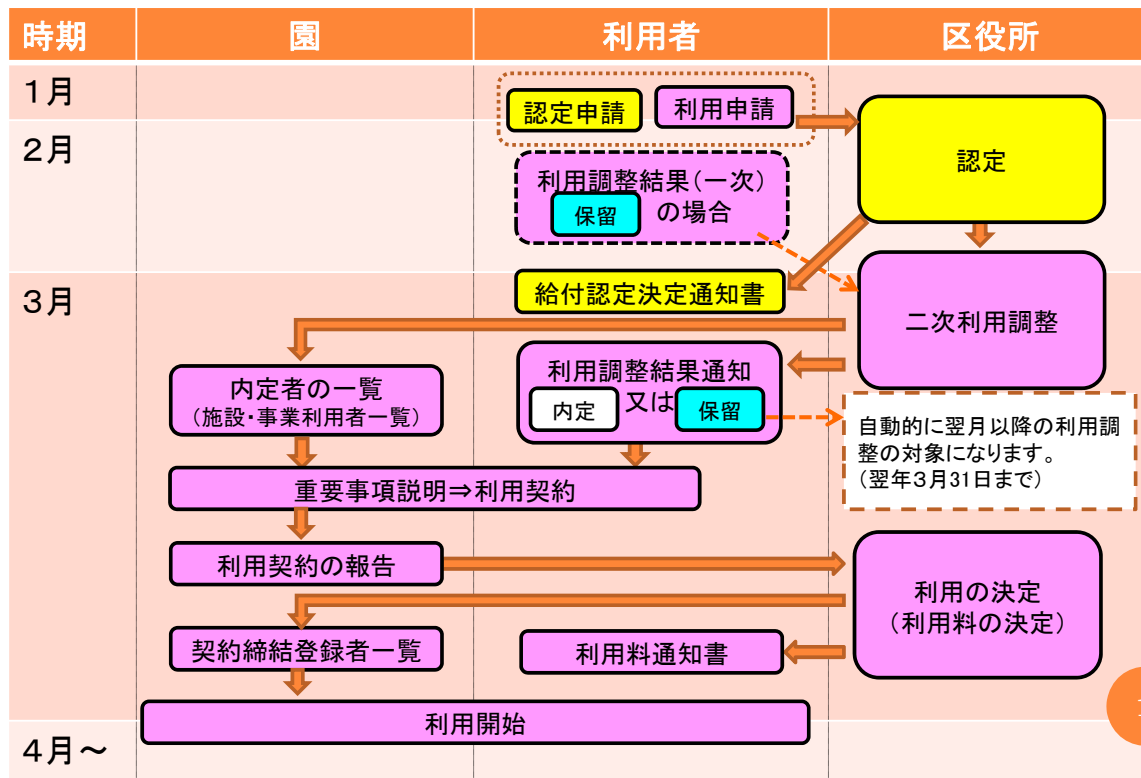 時期
園
利用者
区役所
1月
認定申請
利用申請
2月
認定
利用調整結果(一次)
保留 の場合
3月
給付認定決定通知書
二次利用調整
内定者の一覧
(施設・事業利用者一覧)
利用調整結果通知
内定 又は 保留
自動的に翌月以降の利用調
整の対象になります。
(翌年3月31日まで)
重要事項説明⇒利用契約
利用契約の報告
利用の決定
(利用料の決定)
契約締結登録者一覧
利用料通知書
利用開始
4月~